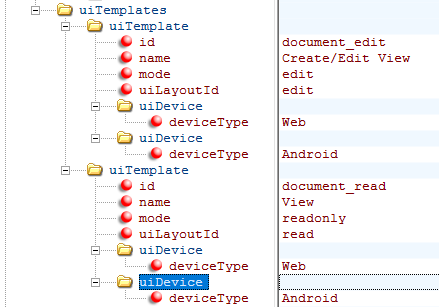 uiTemplates
uiTemplate
id document_edit
name Create/Edit View
mode edit
uiLayoutId edit
uiDevice
deviceType Web
uiDevice
deviceType Android
uiTemplate
id document_read
name View
mode readonly
uiLayoutId read
uiDevice
deviceType Web
uiDevice
deviceType Android